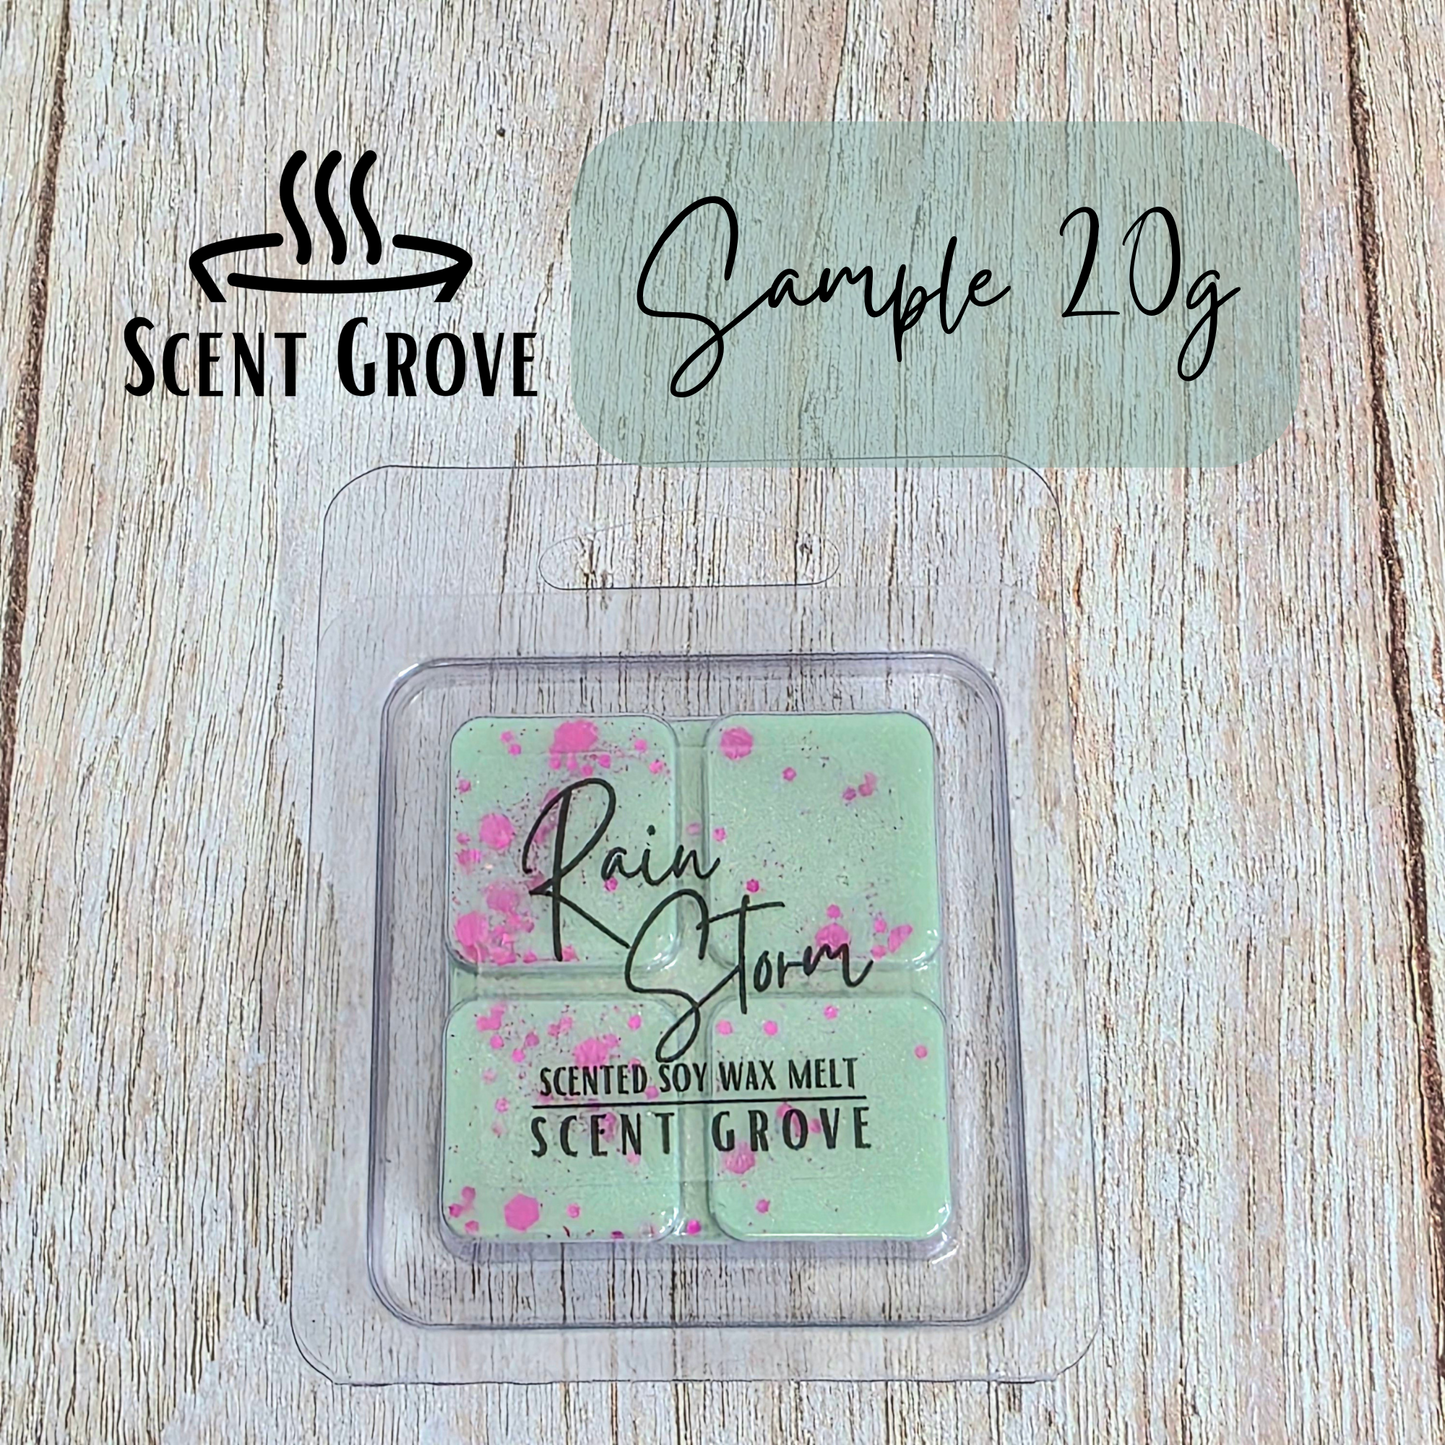 SCENT GROVE
Sample 20g
Rain
Storm
SCENTED SOY WAX MELT
SCENT GROVE